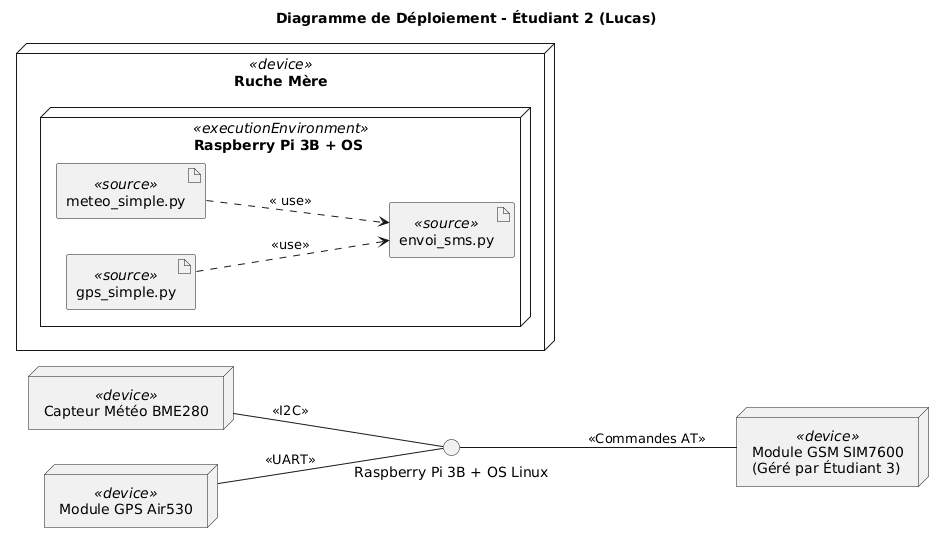 Diagramme de Déploiement - Étudiant 2 (Lucas)
«device»
Ruche Mère
«executionEnvironment»
Raspberry Pi 3B + OS
«source»
meteo_simple.py
« use»
«source»
envoi_sms.py
«use»
«source»
gps_simple.py
«device»
Capteur Météo BME280
«I2C»
«Commandes AT»
«device»
Module GSM SIM7600
(Géré par Étudiant 3)
«UART»
Raspberry Pi 3B + OS Linux
«device»
Module GPS Air530